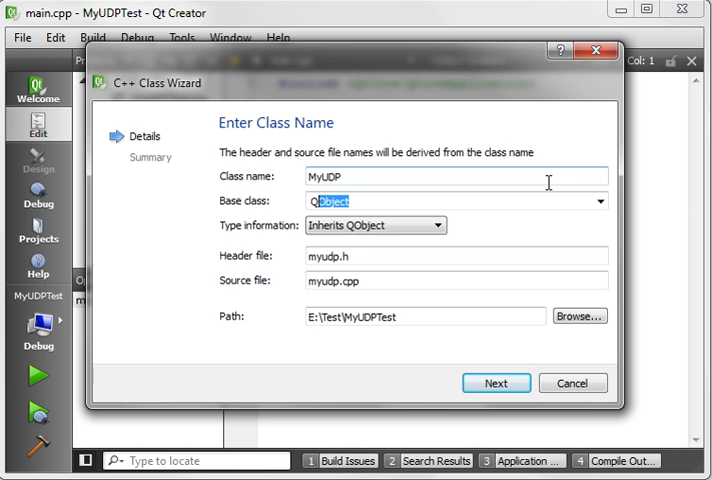 main.cpp - MyUDPTest - Qt Creator
File Edit Build Debug Tools Window Help
C++ Class Wizard
Col: 1
Qt
Welcome
Edit
Design
Debug
Projects
Help
MyUDPTest
Debug
Details
Summary
Enter Class Name
The header and source file names will be derived from the class name
Class name: MyUDP
Base class: QObject
Type information: Inherits QObject
Header file: myudp.h
Source file: myudp.cpp
Path: E:\Test\MyUDPTest Browse...
Next Cancel
Type to locate 1 Build Issues 2 Search Results 3 Application ... 4 Compile Out...